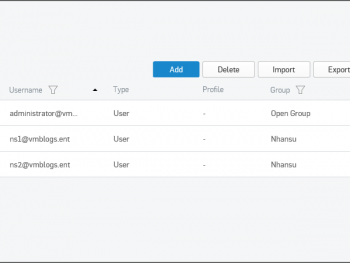 Add Delete Import Export
Username Type Profile Group
administrator@vm... User - Open Group
ns1@vmblogs.ent User - Nhansu
ns2@vmblogs.ent User - Nhansu